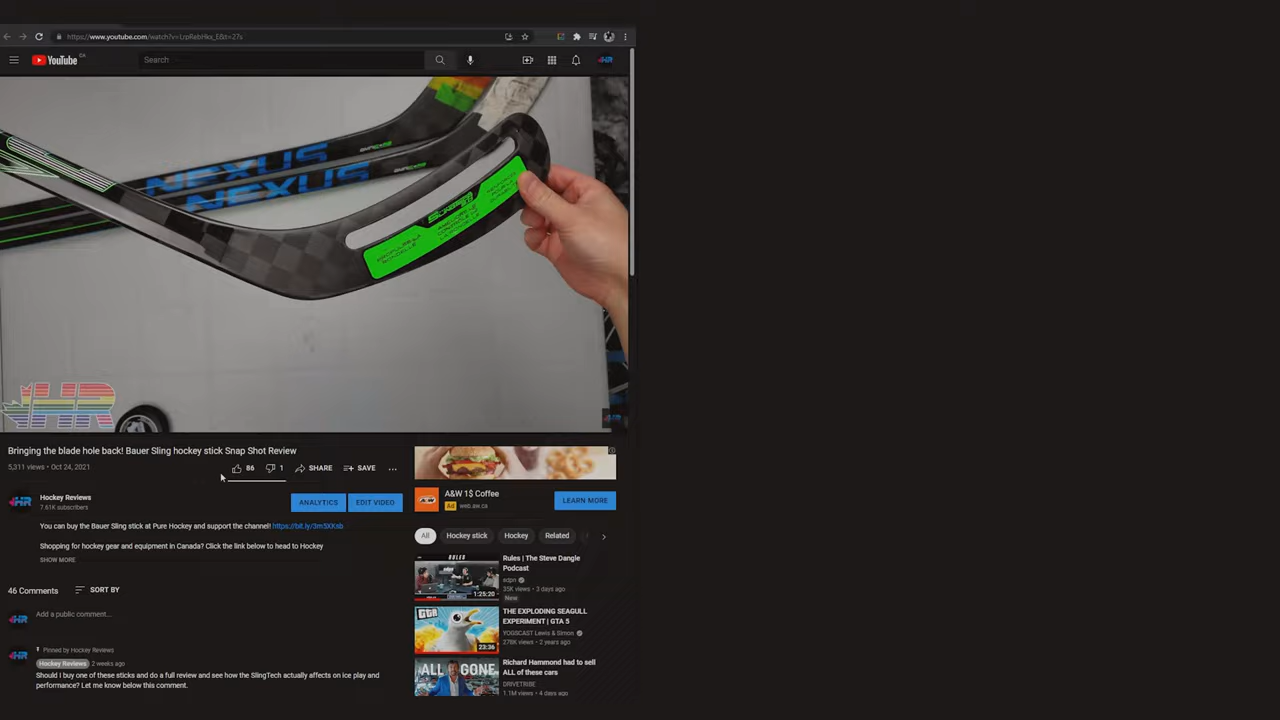 https://www.youtube.com/watch?v=
YouTube
CA
Search
HR
NEXUS
NEXUS
HR
Bringing the blade hole back! Bauer Sling hockey stick Snap Shot Review
5,311 views • Oct 24, 2021
86
1
SHARE
SAVE
Hockey Reviews
7.61K subscribers
ANALYTICS
EDIT VIDEO
You can buy the Bauer Sling stick at Pure Hockey and support the channel!
Shopping for hockey gear and equipment in Canada? Click the link below to head to Hockey
SHOW MORE
46 Comments
SORT BY
Add a public comment...
Pinned by Hockey Reviews
Hockey Reviews 2 weeks ago
Should I buy one of these sticks and do a full review and see how the SlingTech actually affects on ice play and
performance? Let me know below this comment.
A&W 1$ Coffee
Ad web.aw.ca
LEARN MORE
All
Hockey stick
Hockey
Related
RULES
1:25:20
Rules | The Steve Dangle
Podcast
sdpn
35K views • 3 days ago
New
GTA
23:36
THE EXPLODING SEAGULL
EXPERIMENT | GTA 5
YOGSCAST Lewis & Simon
278K views • 2 years ago
ALL GONE
Richard Hammond had to sell
ALL of these cars
DRIVETRIBE
1.1M views • 4 days ago